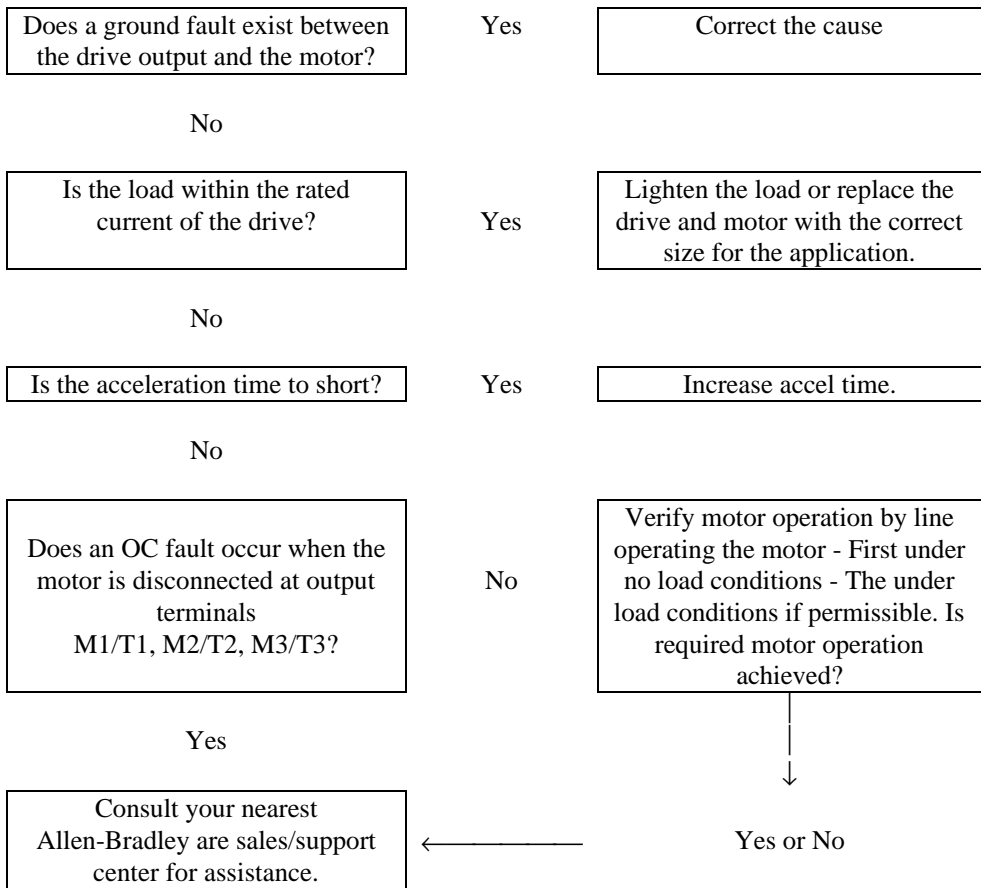 Does a ground fault exist between
the drive output and the motor?
Yes
Correct the cause
No
Is the load within the rated
current of the drive?
Yes
Lighten the load or replace the
drive and motor with the correct
size for the application.
No
Is the acceleration time to short?
Yes
Increase accel time.
No
Does an OC fault occur when the
motor is disconnected at output
terminals
M1/T1, M2/T2, M3/T3?
No
Verify motor operation by line
operating the motor - First under
no load conditions - The under
load conditions if permissible. Is
required motor operation
achieved?
Yes
Consult your nearest
Allen-Bradley are sales/support
center for assistance.
Yes or No